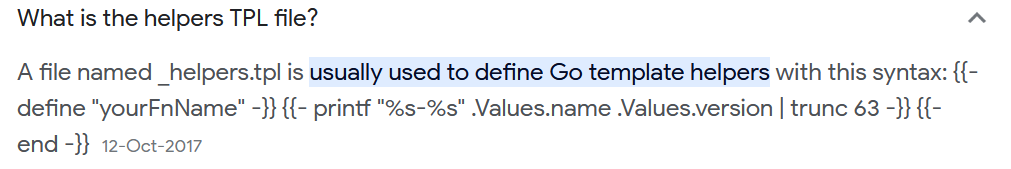 What is the helpers TPL file?
A file named _helpers.tpl is usually used to define Go template helpers with this syntax: {{-
define "yourFnName" -}} {{- printf "%s-%s" .Values.name .Values.version | trunc 63 -}} {{-
end -}} 12-Oct-2017